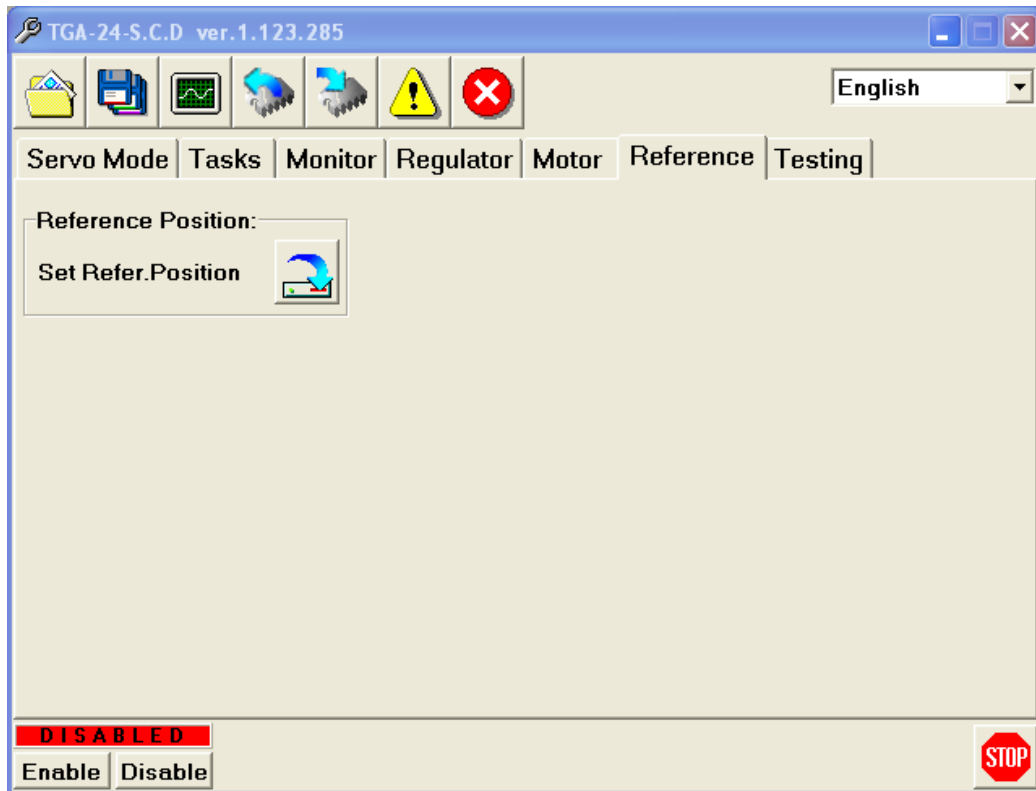 TGA-24-S.C.D ver.1.123.285
English
Servo Mode Tasks Monitor Regulator Motor Reference Testing
Reference Position:
Set Refer.Position
DISABLED
Enable Disable
STOP